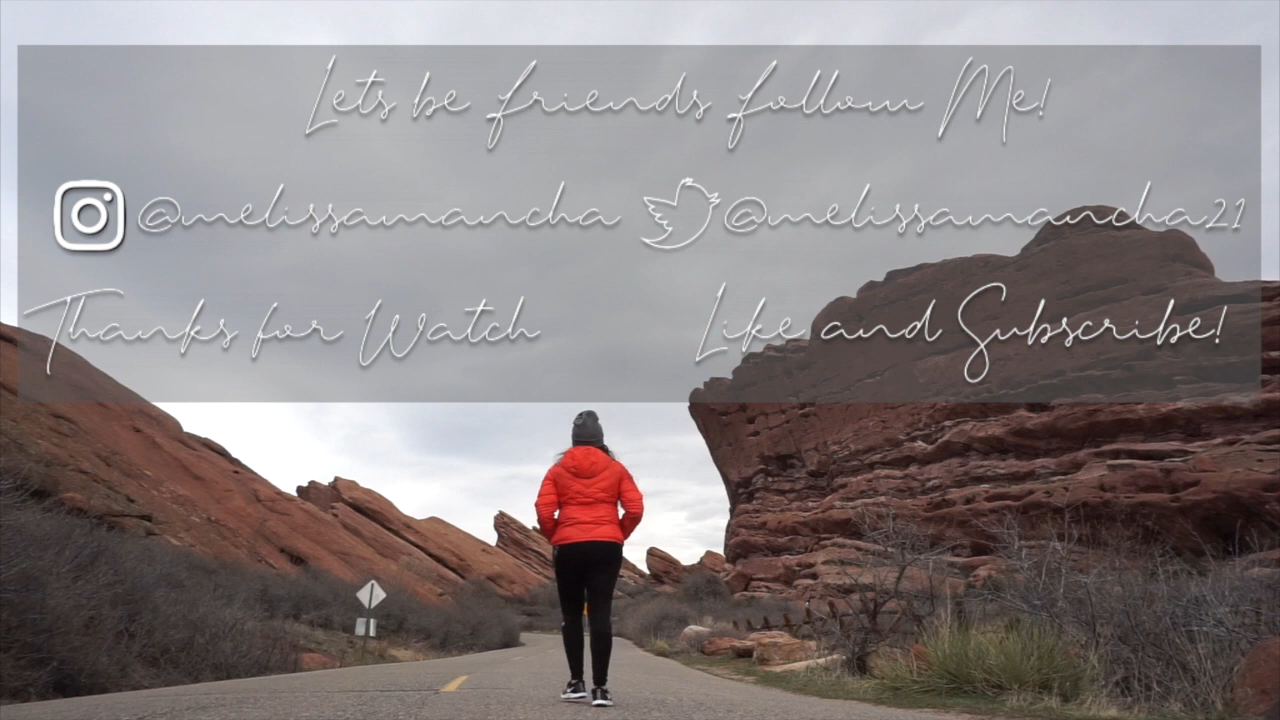 Lets be friends follow Me!
@melissamancha @melissamancha21
Thanks for Watch Like and Subscribe!